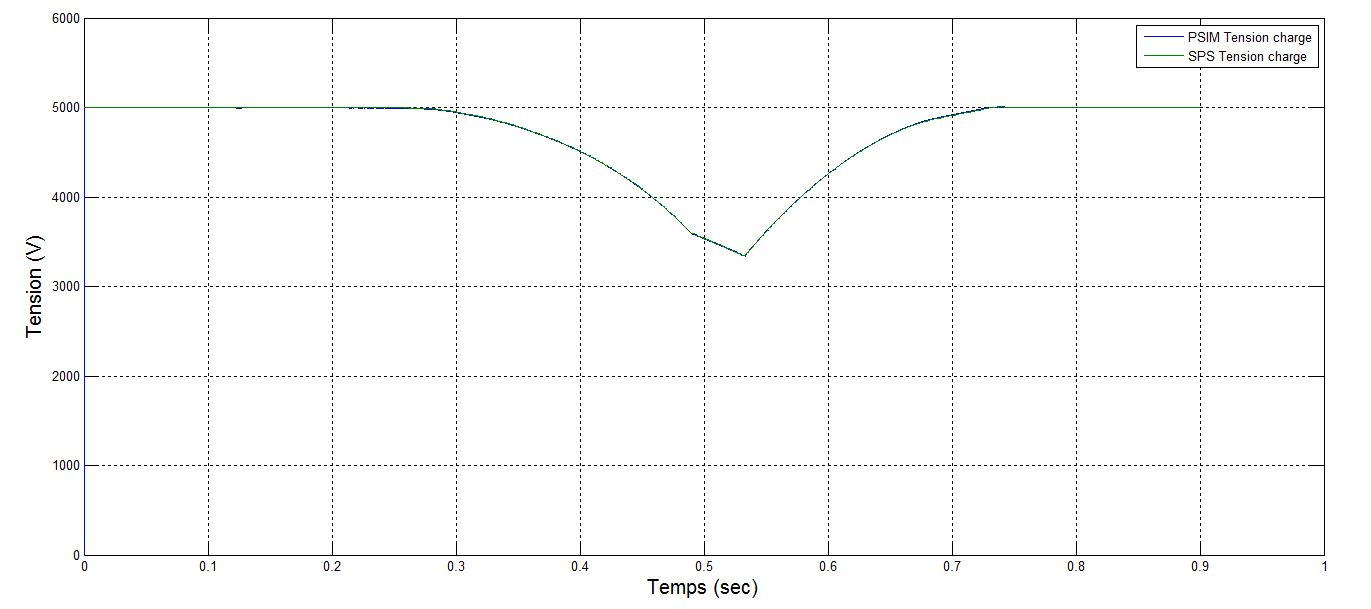 PSIM Tension charge
SPS Tension charge
6000
5000
4000
3000
2000
1000
0
Tension (V)
0 0.1 0.2 0.3 0.4 0.5 0.6 0.7 0.8 0.9 1
Temps (sec)